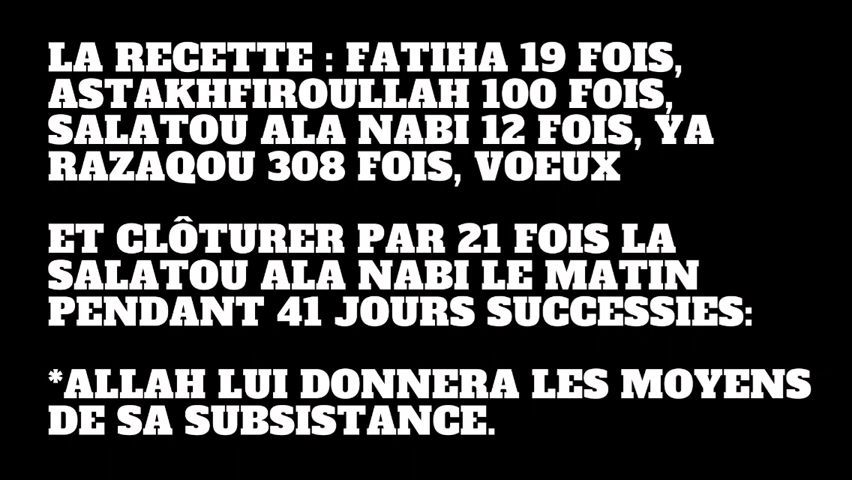 LA RECETTE : FATIHA 19 FOIS,
ASTAKHFIROULLAH 100 FOIS,
SALATOU ALA NABI 12 FOIS, YA
RAZAQOU 308 FOIS, VOEUX
ET CLÔTURER PAR 21 FOIS LA
SALATOU ALA NABI LE MATIN
PENDANT 41 JOURS SUCCESSIES:
*ALLAH LUI DONNERA LES MOYENS
DE SA SUBSISTANCE.